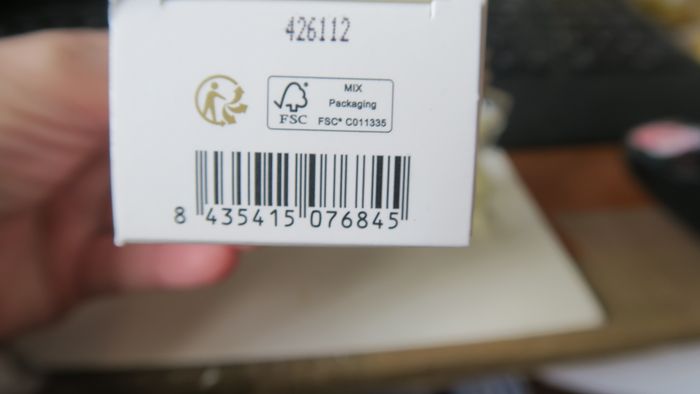 426112
MIX
Packaging
FSC FSC® C011335
8 435415 076845